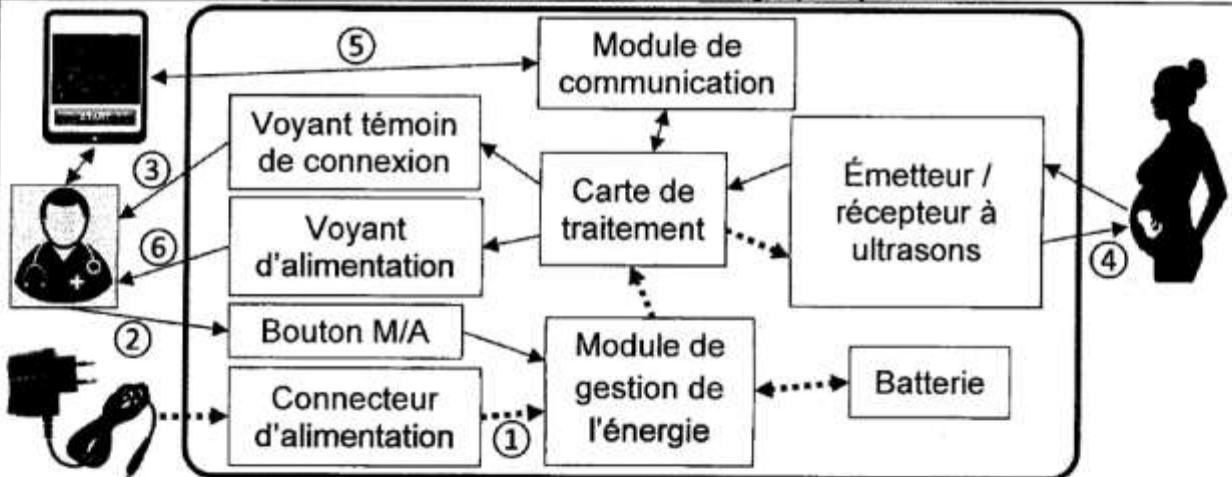 ⑤
Module de
communication
Voyant témoin
de connexion
③
Carte de
traitement
Émetteur /
récepteur à
ultrasons
④
Voyant
d'alimentation
⑥
②
Bouton M/A
Module de
gestion de
l'énergie
Batterie
Connecteur
d'alimentation
①